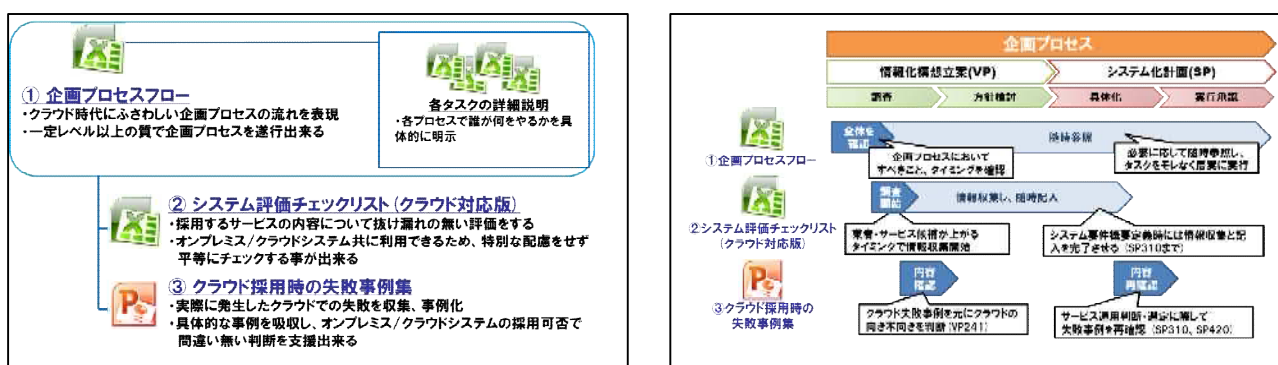 ① 企画プロセスフロー
・クラウド時代にふさわしい企画プロセスの流れを表現
・一定レベル以上の質で企画プロセスを遂行出来る
各タスクの詳細説明
・各プロセスで誰が何をやるかを具
体的に明示
② システム評価チェックリスト(クラウド対応版)
・採用するサービスの内容について抜け漏れの無い評価をする
・オンプレミス/クラウドシステム共に利用できるため、特別な配慮をせず
平等にチェックする事が出来る
③ クラウド採用時の失敗事例集
・実際に発生したクラウドでの失敗を収集、事例化
・具体的な事例を吸収し、オンプレミス/クラウドシステムの採用可否で
間違い無い判断を支援出来る
企画プロセス
情報化構想立案(VP)
システム化計画(SP)
調査
方針検討
具体化
実行承認
①企画プロセスフロー
全体を
確認
随時参照
企画プロセスにおいて
すべきこと、タイミングを確認
必要に応じて随時参照し、
タスクをモレなく着実に実行
②システム評価チェックリスト
(クラウド対応版)
調査
開始
情報収集し、随時記入
業者・サービス候補が上がる
タイミングで情報収集開始
システム要件概要定義時には情報収集と記
入を完了させる (SP310まで)
③クラウド採用時の
失敗事例集
内容
確認
内容
再確認
クラウド失敗事例を元にクラウドの
向き不向きを判断(VP241)
サービス適用判断・選定に際して
失敗事例を再確認 (SP310、SP420)